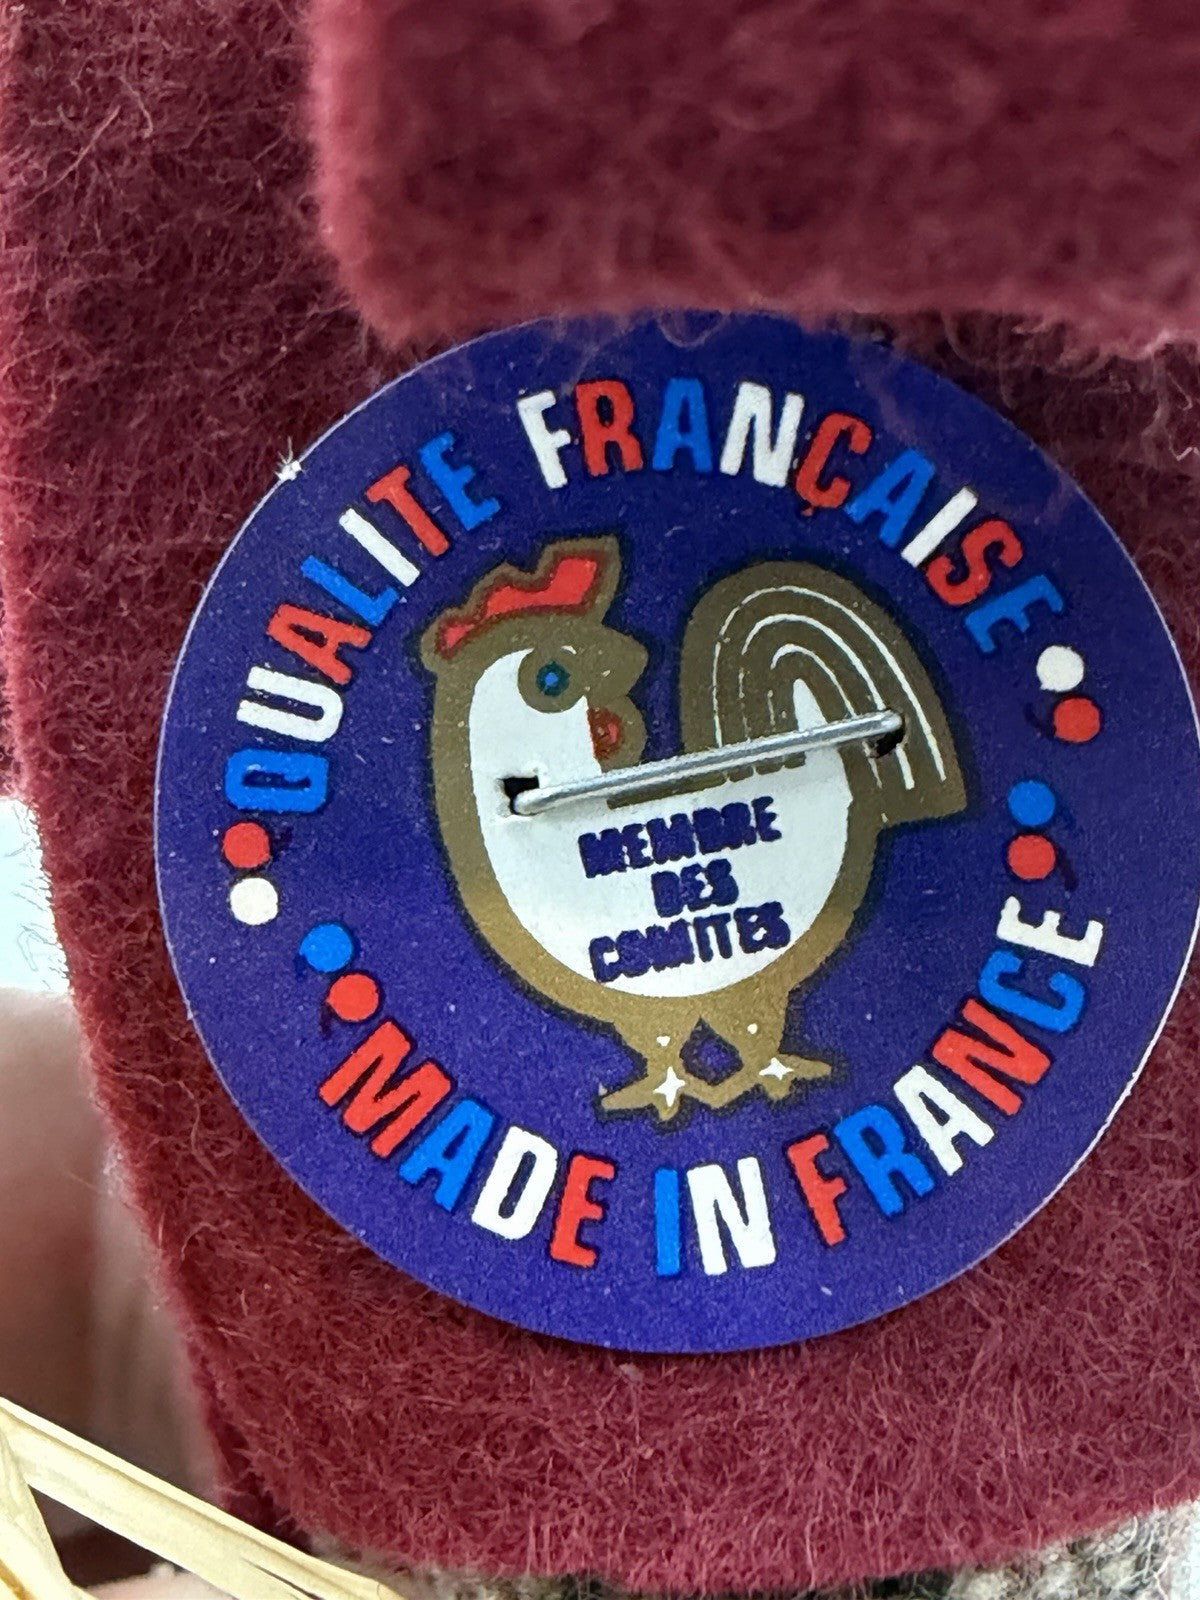 QUALITE FRANÇAISE
MEMBRE
DES
COMITES
MADE IN FRANCE